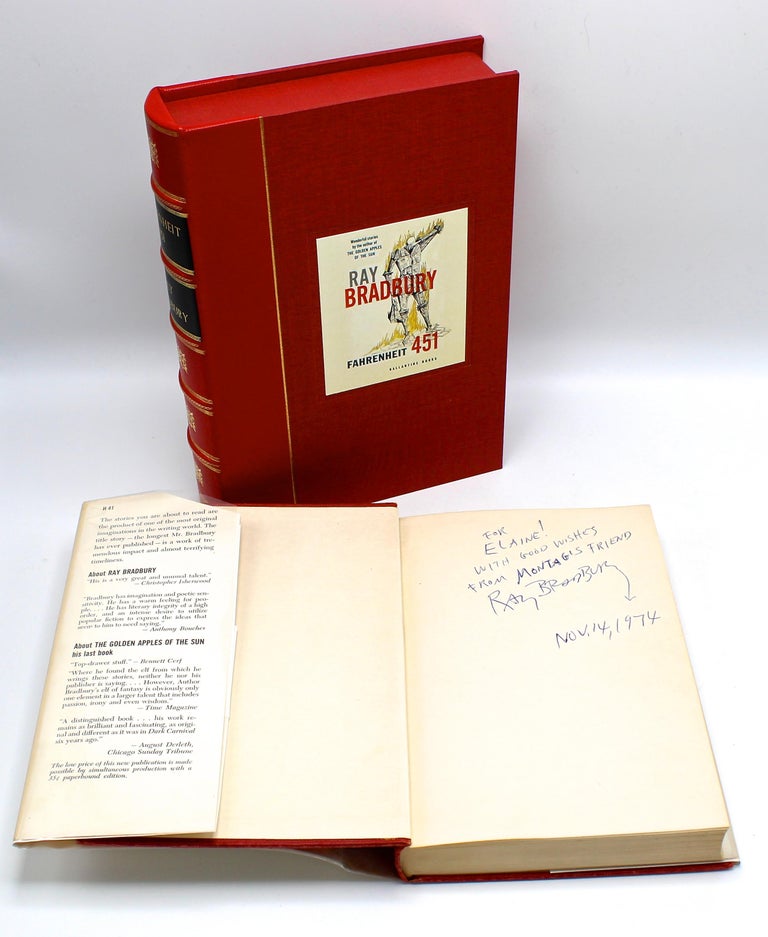 Wonderful stories
by the author of
THE GOLDEN APPLES
OF THE SUN
RAY
BRADBURY
FAHRENHEIT 451
BALLANTINE BOOKS
The stories you are about to read are
the product of one of the most original
imaginations in the writing world. The
title story — the longest Mr. Bradbury
has ever published — is a work of tre-
mendous impact and almost terrifying
timeliness.
About RAY BRADBURY
"His is a very great and unusual talent."
— Christopher Isherwood
"Bradbury has imagination and poetic sen-
sitivity. He has a warm feeling for peo-
ple. . . . He has literary integrity of a high
order, and an intense desire to utilize
popular fiction to express the ideas that
seem to him to need saying."
— Anthony Boucher
About THE GOLDEN APPLES OF THE SUN
his last book
"Top-drawer stuff." — Bennett Cerf
"Where he found the elf from which he
wrings these stories, neither he nor his
publisher is saying. . . . However, Author
Bradbury's elf of fantasy is obviously only
one element in a larger talent that includes
passion, irony and even wisdom."
— Time Magazine
"A distinguished book . . . his work re-
mains as brilliant and fascinating, as origi-
nal and different as it was in Dark Carnival
six years ago."
— August Derleth,
Chicago Sunday Tribune
The low price of this new publication is made
possible by simultaneous production with a
35¢ paperbound edition.
FOR
ELAINE!
WITH GOOD WISHES
FROM MONTAG'S FRIEND
RAY BRADBURY
NOV. 14, 1974